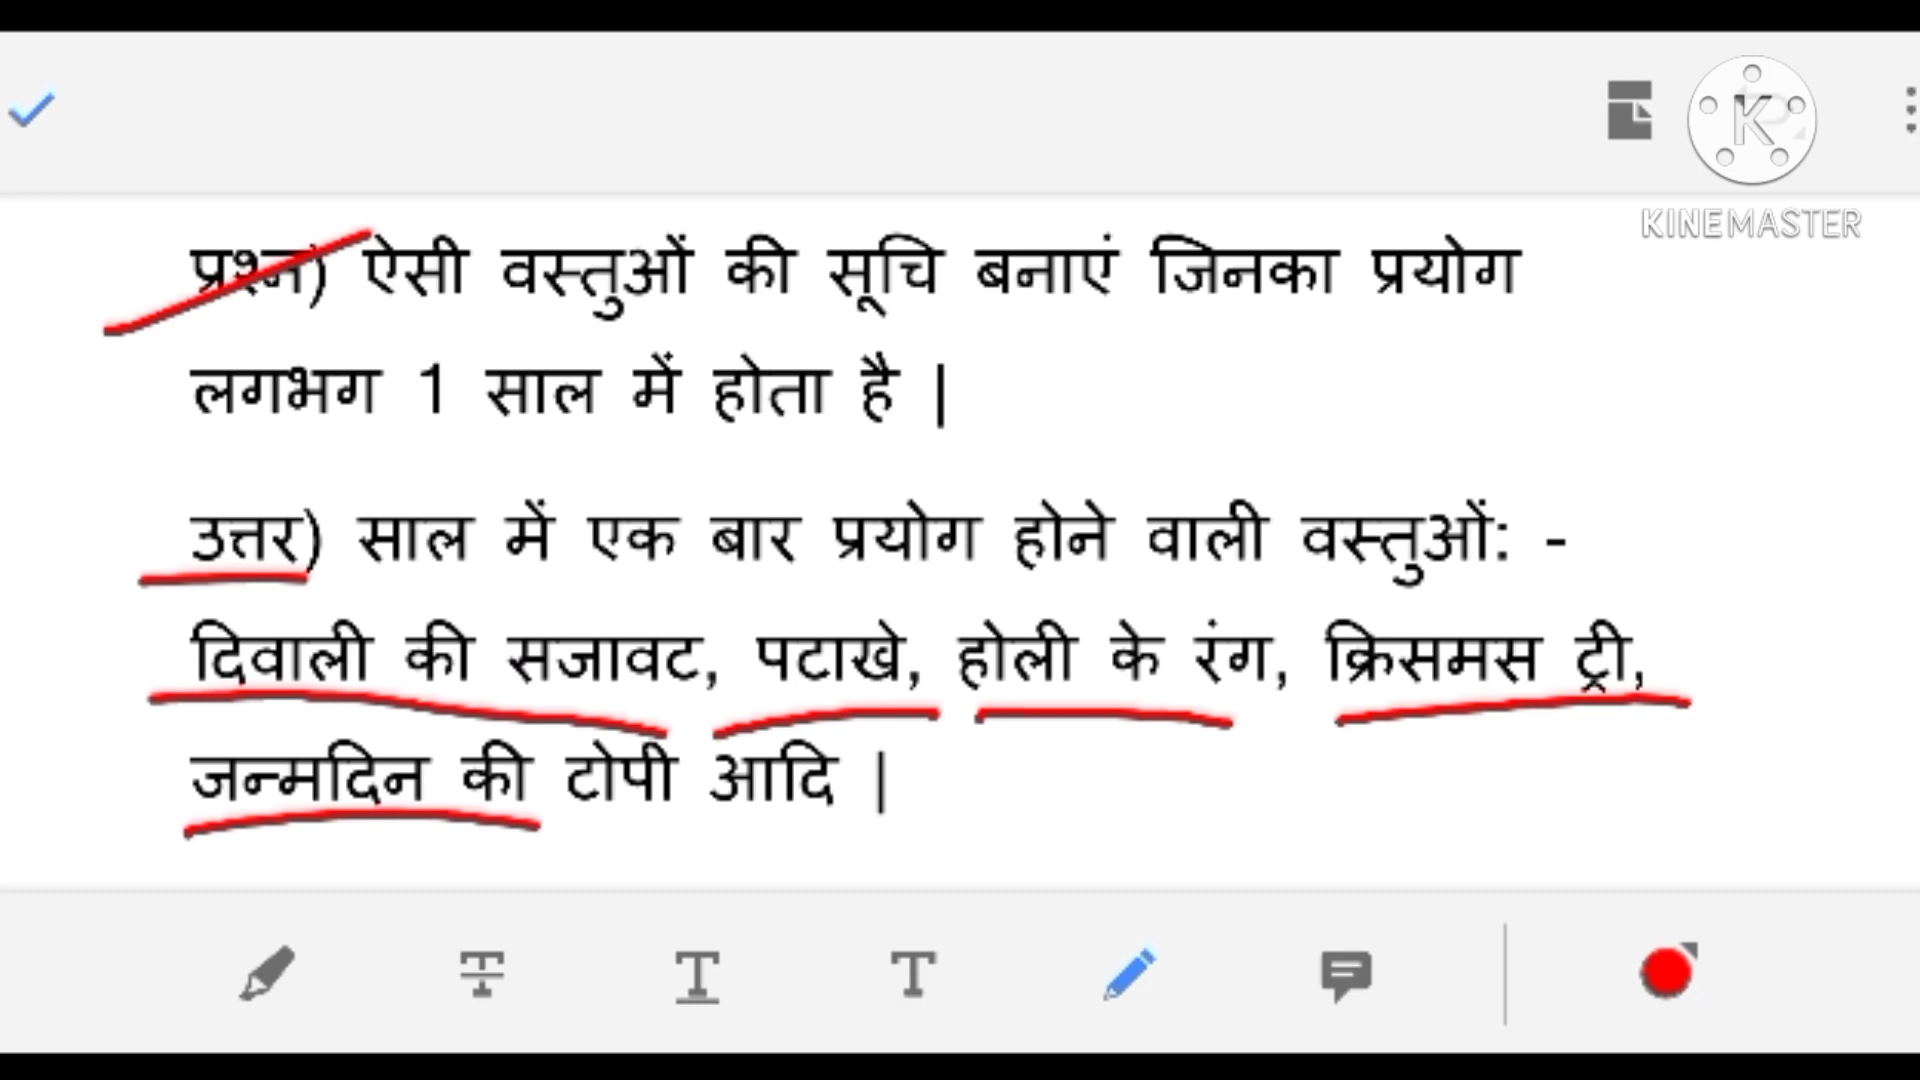 KINEMASTER
प्रश्न) ऐसी वस्तुओं की सूचि बनाएं जिनका प्रयोग
लगभग 1 साल में होता है |
उत्तर) साल में एक बार प्रयोग होने वाली वस्तुओं: -
दिवाली की सजावट, पटाखे, होली के रंग, क्रिसमस ट्री,
जन्मदिन की टोपी आदि |